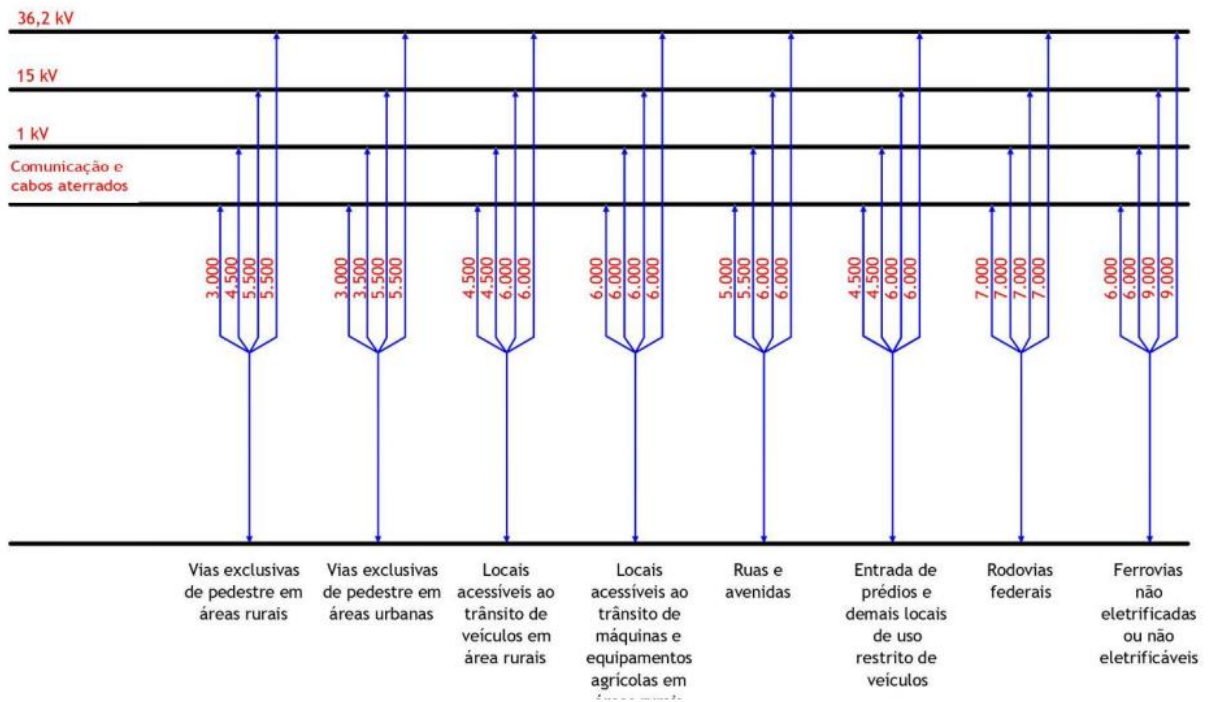 36,2 kV
15 kV
1 kV
Comunicação e
cabos aterrados
3.000
4.500
5.500
5.500
3.000
3.500
5.500
5.500
4.500
4.500
6.000
6.000
6.000
6.000
6.000
6.000
5.000
5.500
6.000
6.000
4.500
4.500
6.000
6.000
7.000
7.000
7.000
7.000
6.000
6.000
9.000
9.000
Vias exclusivas
de pedestre em
áreas rurais
Vias exclusivas
de pedestre em
áreas urbanas
Locais
acessíveis ao
trânsito de
veículos em
área rurais
Locais
acessíveis ao
trânsito de
máquinas e
equipamentos
agrícolas em
Ruas e
avenidas
Entrada de
prédios e
demais locais
de uso
restrito de
veículos
Rodovias
federais
Ferrovias
não
eletrificadas
ou não
eletrificáveis